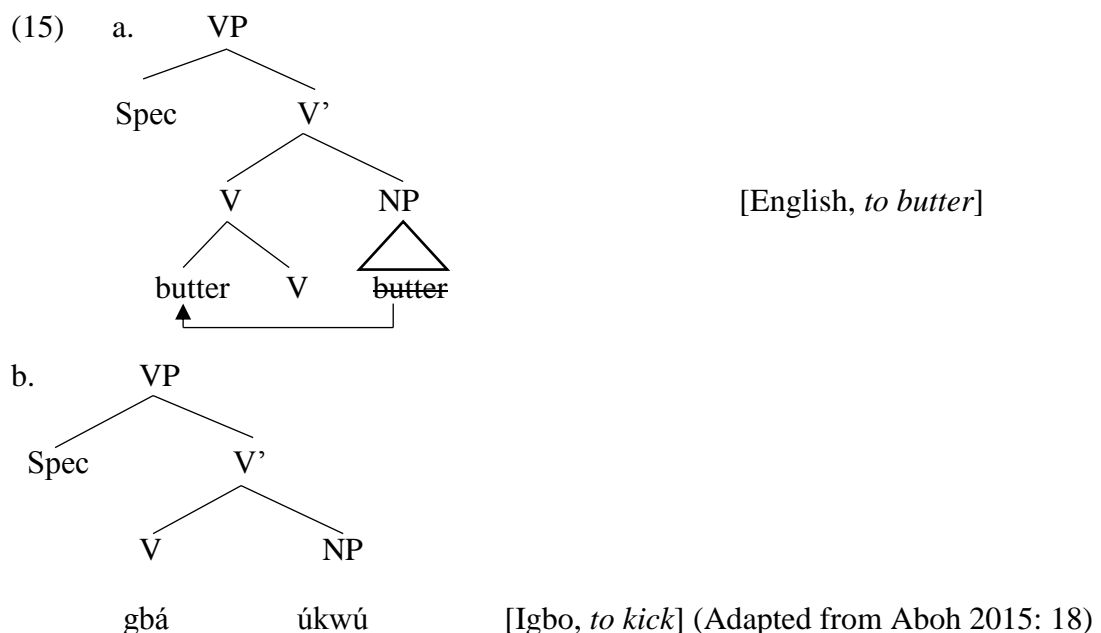 (15) a. VP
Spec V’
V NP [English, to butter]
butter V butter
b. VP
Spec V’
V NP
gbá úkwú [Igbo, to kick] (Adapted from Aboh 2015: 18)